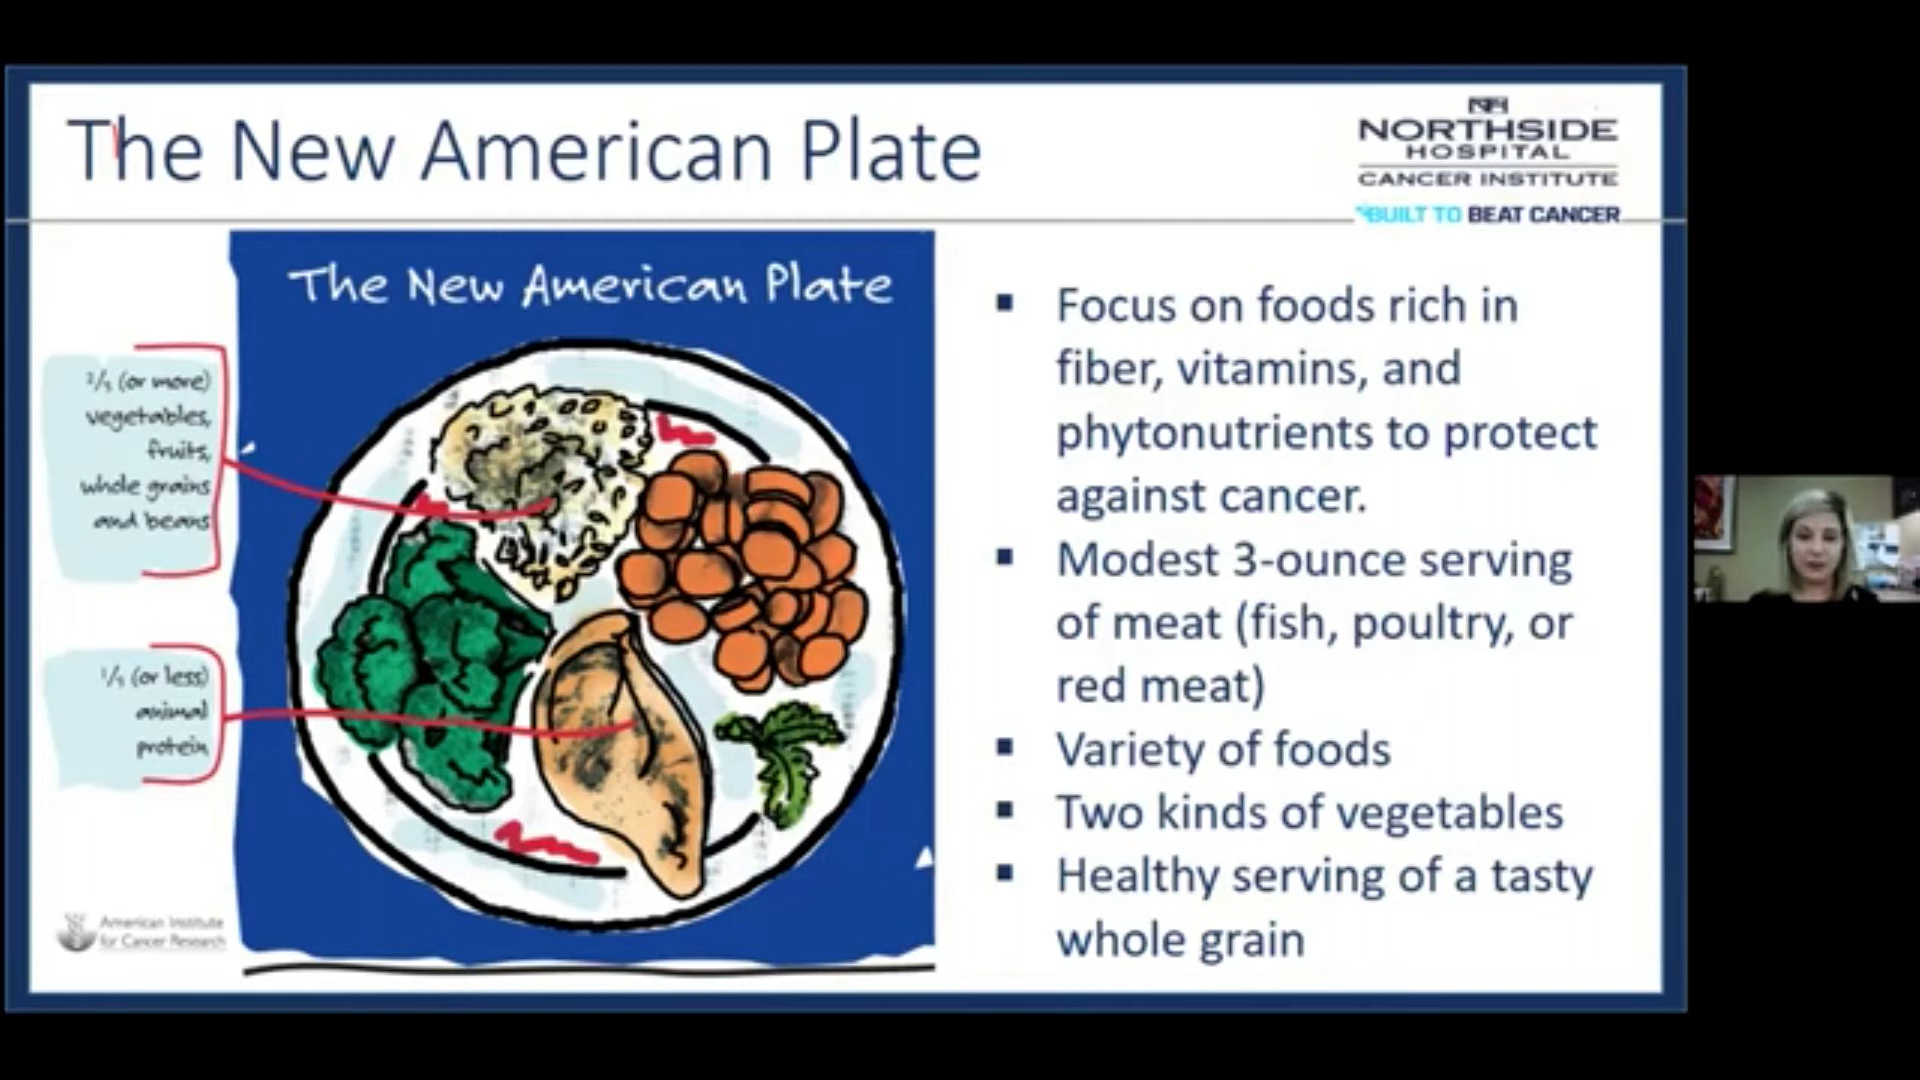 The New American Plate
NORTHSIDE
HOSPITAL
CANCER INSTITUTE
BUILT TO BEAT CANCER
The New American Plate
2/3 (or more)
vegetables,
fruits,
whole grains
and beans
1/3 (or less)
animal
protein
American Institute
for Cancer Research
▪ Focus on foods rich in
fiber, vitamins, and
phytonutrients to protect
against cancer.
▪ Modest 3-ounce serving
of meat (fish, poultry, or
red meat)
▪ Variety of foods
▪ Two kinds of vegetables
▪ Healthy serving of a tasty
whole grain